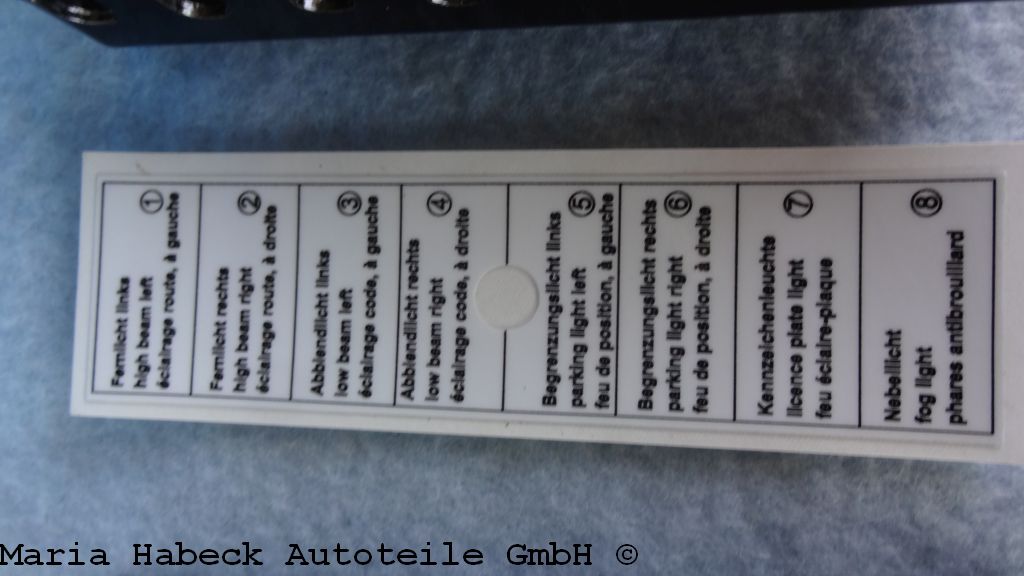 Fernlicht links
high beam left ①
éclairage route, à gauche
Fernlicht rechts
high beam right ②
éclairage route, à droite
Abblendlicht links
low beam left ③
éclairage code, à gauche
Abblendlicht rechts
low beam right ④
éclairage code, à droite
Begrenzungslicht links
parking light left ⑤
feu de position, à gauche
Begrenzungslicht rechts
parking light right ⑥
feu de position, à droite
Kennzeichenleuchte
licence plate light ⑦
feu éclaire-plaque
Nebellicht
fog light ⑧
phares antibrouillard
Maria Habeck Autoteile GmbH ©